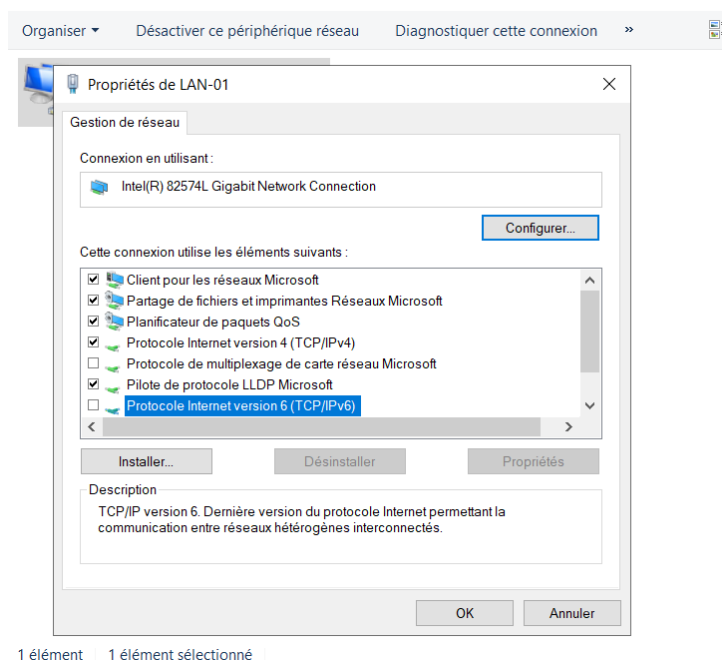 Organiser Désactiver ce périphérique réseau Diagnostiquer cette connexion »
Propriétés de LAN-01
Gestion de réseau
Connexion en utilisant :
Intel(R) 82574L Gigabit Network Connection
Configurer...
Cette connexion utilise les éléments suivants :
Client pour les réseaux Microsoft
Partage de fichiers et imprimantes Réseaux Microsoft
Planificateur de paquets QoS
Protocole Internet version 4 (TCP/IPv4)
Protocole de multiplexage de carte réseau Microsoft
Pilote de protocole LLDP Microsoft
Protocole Internet version 6 (TCP/IPv6)
Installer... Désinstaller Propriétés
Description
TCP/IP version 6. Dernière version du protocole Internet permettant la
communication entre réseaux hétérogènes interconnectés.
OK Annuler
1 élément 1 élément sélectionné